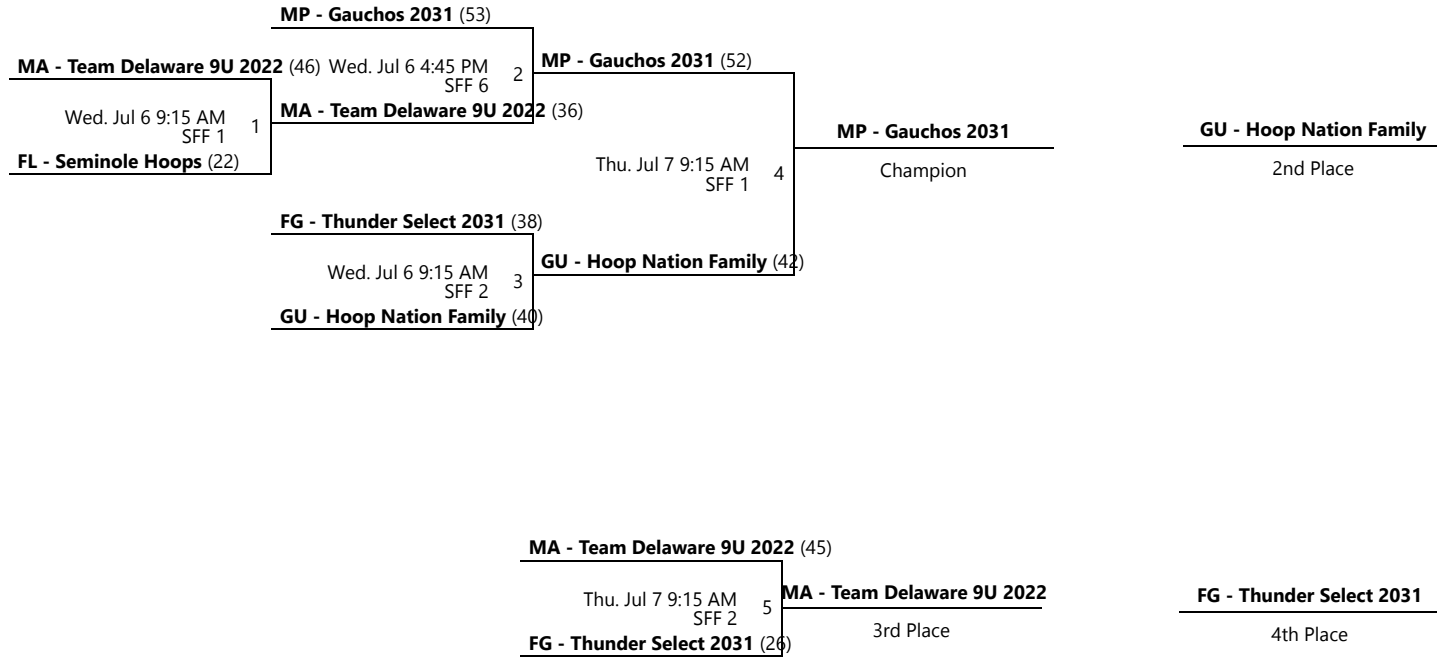 MP - Gauchos 2031 (53)
MA - Team Delaware 9U 2022 (46)
Wed. Jul 6 4:45 PM
SFF 6
2
MP - Gauchos 2031 (52)
Wed. Jul 6 9:15 AM
SFF 1
1
MA - Team Delaware 9U 2022 (36)
FL - Seminole Hoops (22)
MP - Gauchos 2031
Champion
GU - Hoop Nation Family
2nd Place
Thu. Jul 7 9:15 AM
SFF 1
4
FG - Thunder Select 2031 (38)
Wed. Jul 6 9:15 AM
SFF 2
3
GU - Hoop Nation Family (42)
GU - Hoop Nation Family (40)
MA - Team Delaware 9U 2022 (45)
Thu. Jul 7 9:15 AM
SFF 2
5
MA - Team Delaware 9U 2022
3rd Place
FG - Thunder Select 2031
4th Place
FG - Thunder Select 2031 (26)